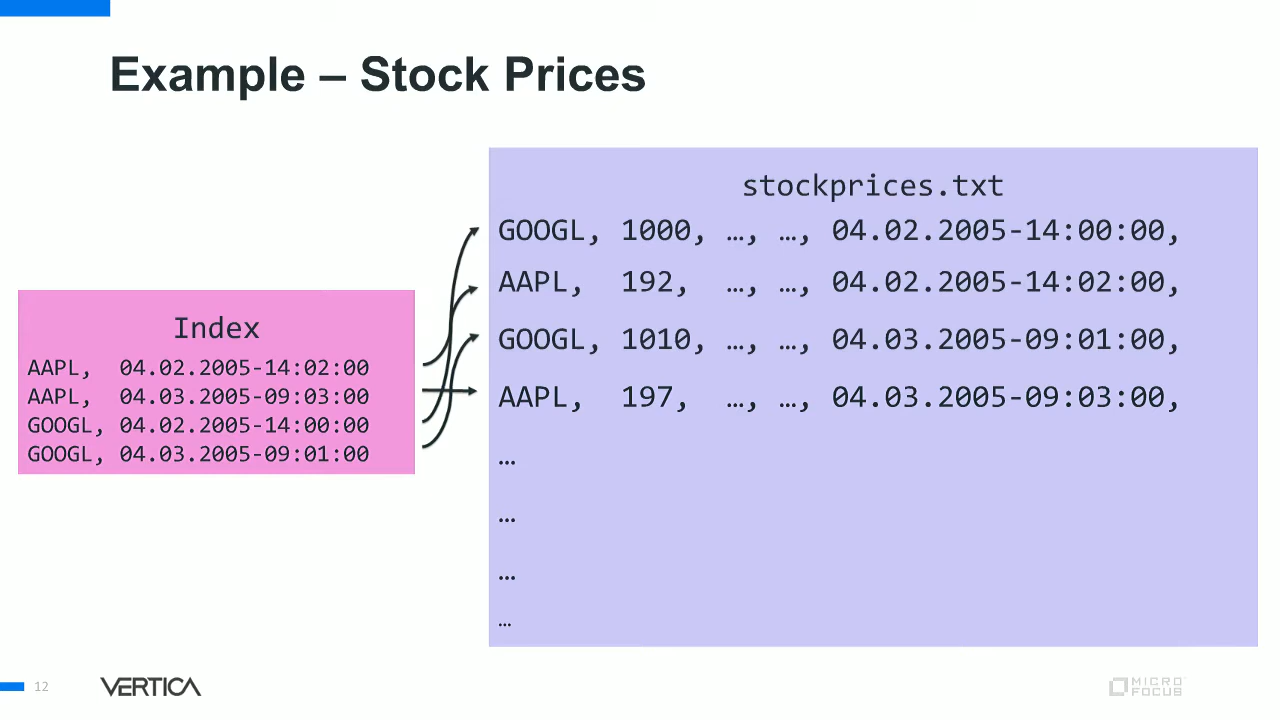 Example – Stock Prices
Index
AAPL, 04.02.2005-14:02:00
AAPL, 04.03.2005-09:03:00
GOOGL, 04.02.2005-14:00:00
GOOGL, 04.03.2005-09:01:00
stockprices.txt
GOOGL, 1000, …, …, 04.02.2005-14:00:00,
AAPL, 192, …, …, 04.02.2005-14:02:00,
GOOGL, 1010, …, …, 04.03.2005-09:01:00,
AAPL, 197, …, …, 04.03.2005-09:03:00,
…
…
…
…
12
VERTICA
MICRO
FOCUS